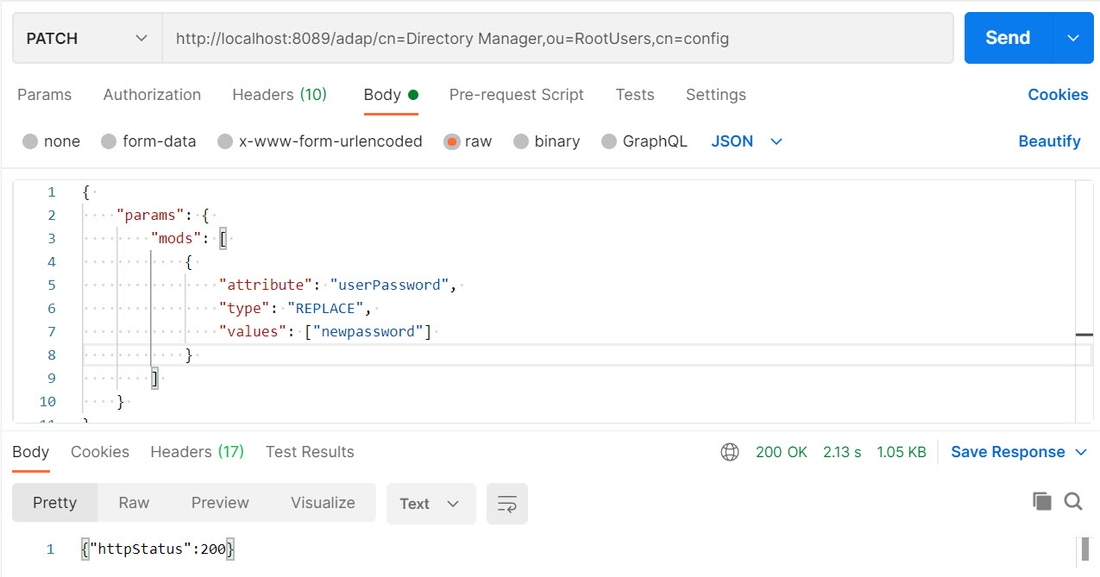 PATCH http://localhost:8089/adap/cn=Directory Manager,ou=RootUsers,cn=config Send
Params Authorization Headers (10) Body Pre-request Script Tests Settings Cookies
none form-data x-www-form-urlencoded raw binary GraphQL JSON Beautify
1 {
2 "params": {
3 "mods": [
4 {
5 "attribute": "userPassword",
6 "type": "REPLACE",
7 "values": ["newpassword"]
8 }
9 ]
10 }
Body Cookies Headers (17) Test Results 200 OK 2.13 s 1.05 KB Save Response
Pretty Raw Preview Visualize Text
1 {"httpStatus":200}